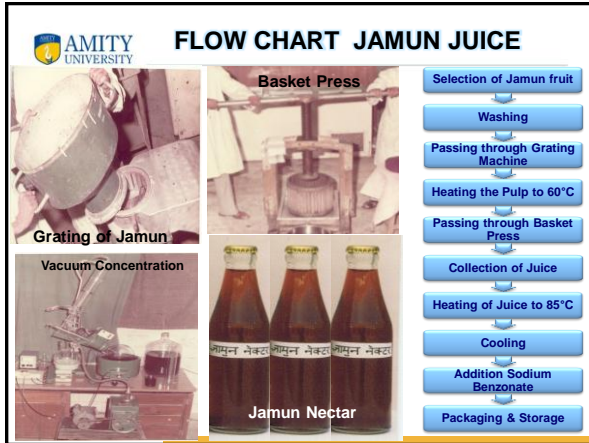 AMITY
UNIVERSITY
FLOW CHART JAMUN JUICE
Grating of Jamun
Basket Press
Vacuum Concentration
जामुन नेक्टर
Jamun Nectar
Selection of Jamun fruit
Washing
Passing through Grating
Machine
Heating the Pulp to 60°C
Passing through Basket
Press
Collection of Juice
Heating of Juice to 85°C
Cooling
Addition Sodium
Benzonate
Packaging & Storage